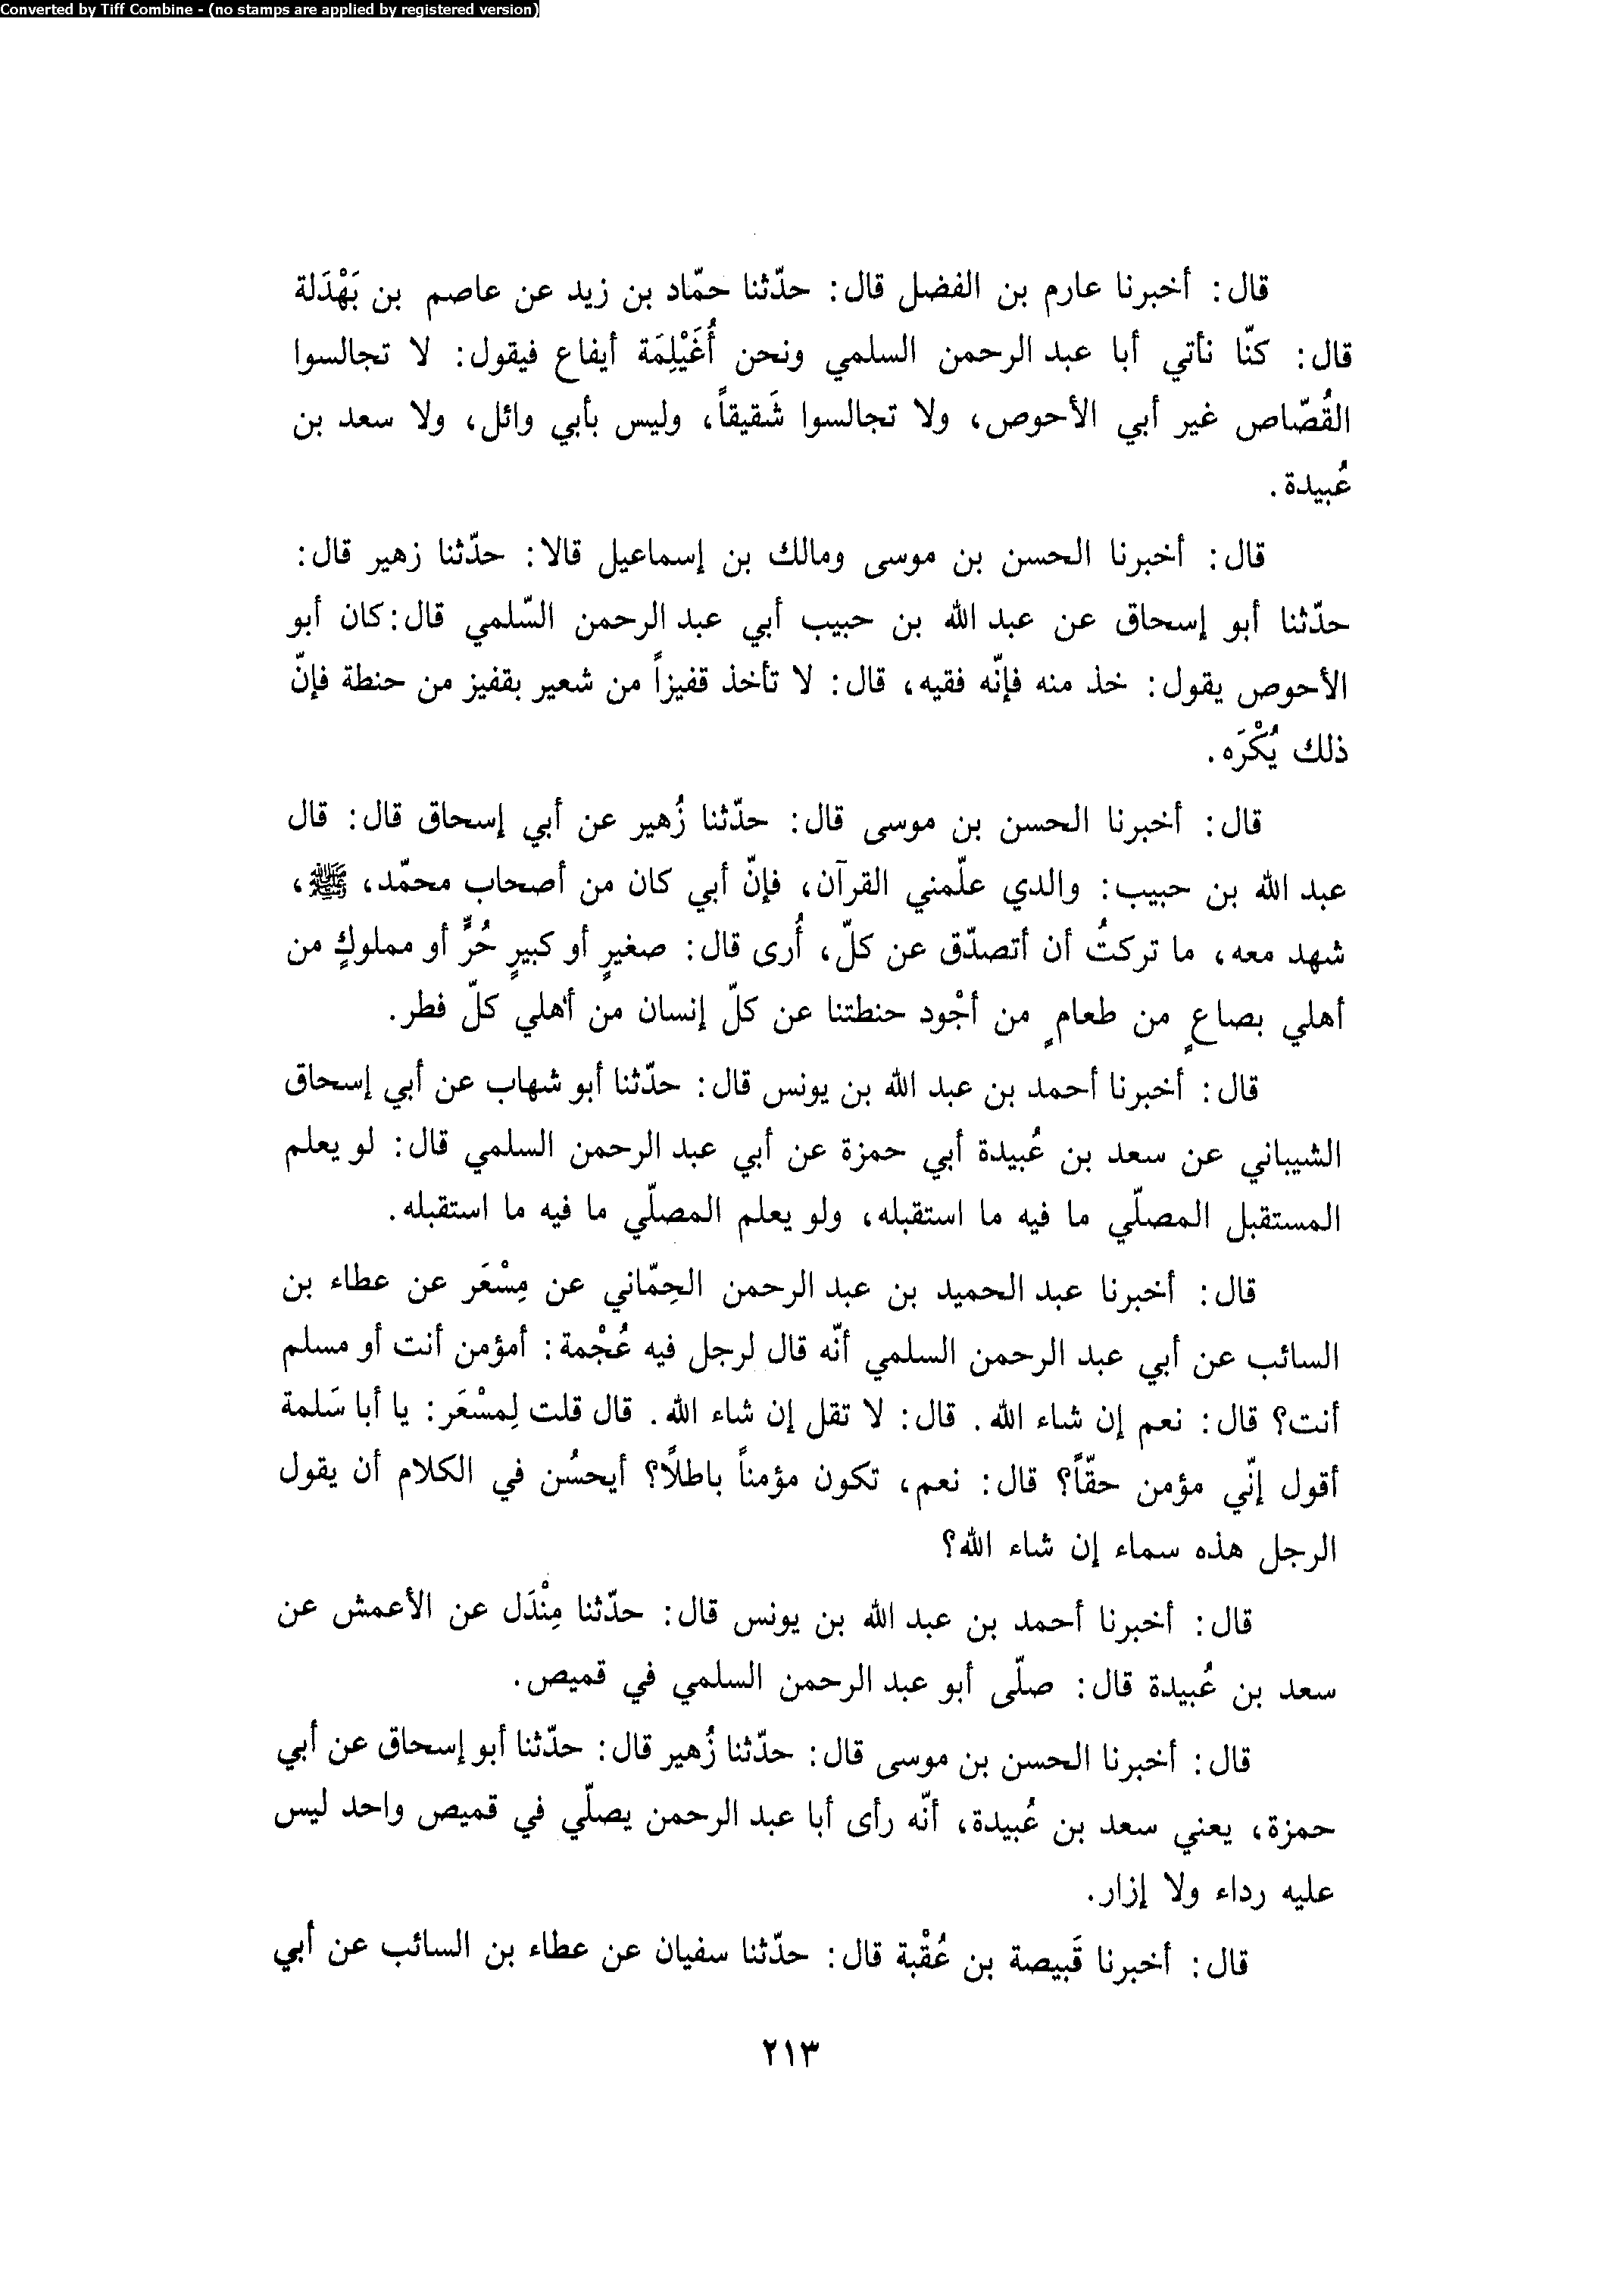 Converted by Tiff Combine - (no stamps are applied by registered version)
قال: أخبرنا عارم بن الفضل قال: حدّثنا حمّاد بن زيد عن عاصم بن بَهْدَلة
قال: كنّا نأتي أبا عبد الرحمن السلمي ونحن أُغَيْلِمَة أيفاع فيقول: لا تجالسوا
القُصّاص غير أبي الأحوص، ولا تجالسوا شَقيقاً، وليس بأبي وائل، ولا سعد بن
عُبيدة.
قال: أخبرنا الحسن بن موسى ومالك بن إسماعيل قالا: حدّثنا زهير قال:
حدّثنا أبو إسحاق عن عبد الله بن حبيب أبي عبد الرحمن السّلمي قال: كان أبو
الأحوص يقول: خذ منه فإنّه فقيه، قال: لا تأخذ قفيزاً من شعير بقفيز من حنطة فإنّ
ذلك يُكْرَه.
قال: أخبرنا الحسن بن موسى قال: حدّثنا زُهير عن أبي إسحاق قال: قال
عبد الله بن حبيب: والدي علّمني القرآن، فإنّ أبي كان من أصحاب محمّد، ﷺ،
شهد معه، ما تركتُ أن أتصدّق عن كلّ، أُرى قال: صغيرٍ أو كبيرٍ حُرٍّ أو مملوكٍ من
أهلي بصاعٍ من طعامٍ من أجْود حنطتنا عن كلّ إنسان من أهلي كلّ فطر.
قال: أخبرنا أحمد بن عبد الله بن يونس قال: حدّثنا أبو شهاب عن أبي إسحاق
الشيباني عن سعد بن عُبيدة أبي حمزة عن أبي عبد الرحمن السلمي قال: لو يعلم
المستقبل المصلّي ما فيه ما استقبله، ولو يعلم المصلّي ما فيه ما استقبله.
قال: أخبرنا عبد الحميد بن عبد الرحمن الحِمّاني عن مِسْعَر عن عطاء بن
السائب عن أبي عبد الرحمن السلمي أنّه قال لرجل فيه عُجْمة: أمؤمن أنت أو مسلم
أنت؟ قال: نعم إن شاء الله. قال: لا تقل إن شاء الله. قال قلت لِمسْعَر: يا أبا سَلمة
أقول إنّي مؤمن حقّاً؟ قال: نعم، تكون مؤمناً باطلاً؟ أيحسُن في الكلام أن يقول
الرجل هذه سماء إن شاء الله؟
قال: أخبرنا أحمد بن عبد الله بن يونس قال: حدّثنا مِنْدَل عن الأعمش عن
سعد بن عُبيدة قال: صلّى أبو عبد الرحمن السلمي في قميص.
قال: أخبرنا الحسن بن موسى قال: حدّثنا زُهير قال: حدّثنا أبو إسحاق عن أبي
حمزة، يعني سعد بن عُبيدة، أنّه رأى أبا عبد الرحمن يصلّي في قميص واحد ليس
عليه رداء ولا إزار.
قال: أخبرنا قَبيصة بن عُقْبة قال: حدّثنا سفيان عن عطاء بن السائب عن أبي
٢١٣